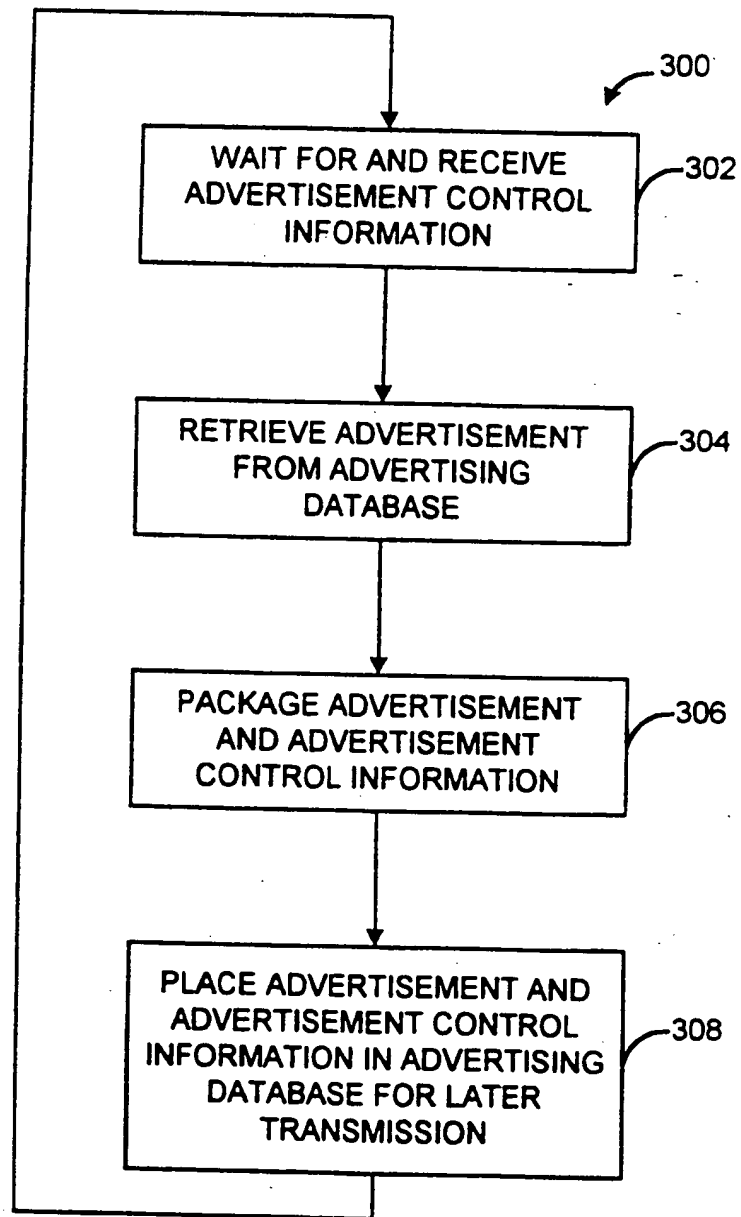 300
WAIT FOR AND RECEIVE
ADVERTISEMENT CONTROL
INFORMATION
302
RETRIEVE ADVERTISEMENT
FROM ADVERTISING
DATABASE
304
PACKAGE ADVERTISEMENT
AND ADVERTISEMENT
CONTROL INFORMATION
306
PLACE ADVERTISEMENT AND
ADVERTISEMENT CONTROL
INFORMATION IN ADVERTISING
DATABASE FOR LATER
TRANSMISSION
308